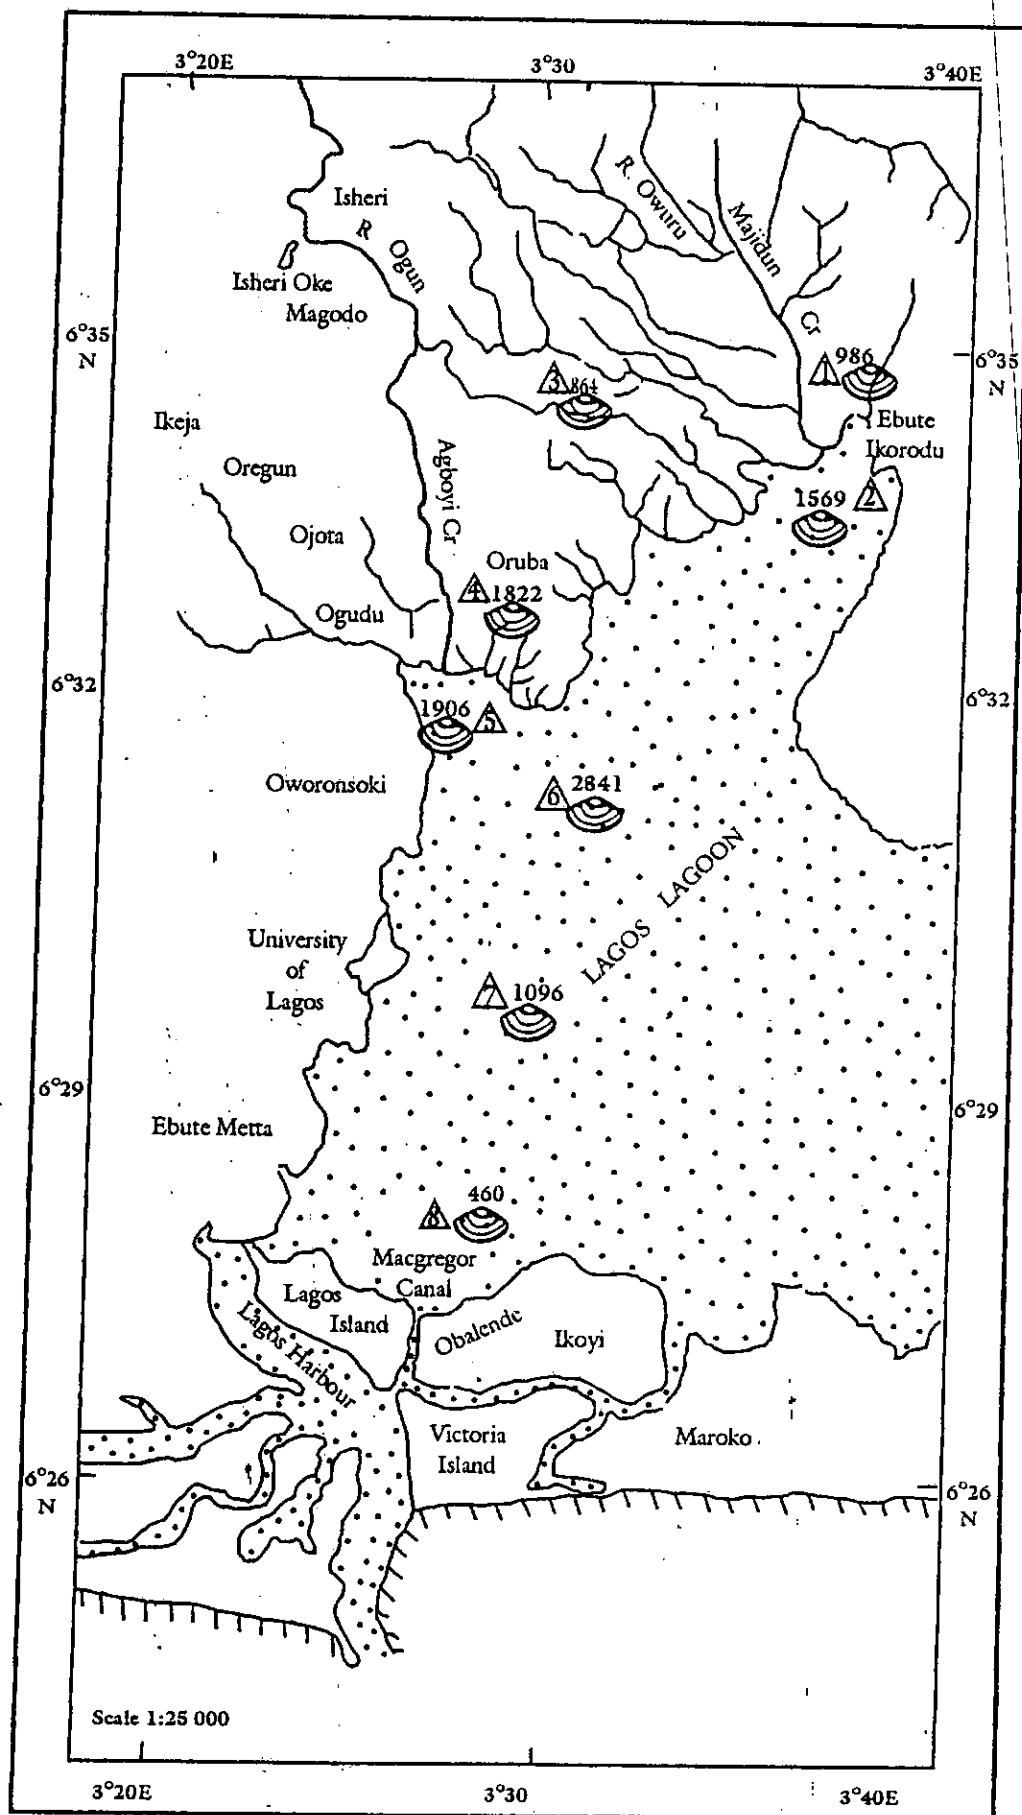 3°20E
3°30
3°40E
Isheri
R Ogun
R. Owuru
Majidun
Cr
Isheri Oke
Magodo
6°35
N
6°35
N
1
986
3
864
Ikeja
Ebute
Ikorodu
Oregun
Agboyi Cr
1569
2
Ojota
Oruba
4
1822
Ogudu
6°32
6°32
1906
5
Oworonsoki
6
2841
LAGOS LAGOON
University
of
Lagos
7
1096
6°29
6°29
Ebute Metta
460
8
Macgregor
Canal
Lagos
Island
Lagos Harbour
Obalende
Ikoyi
Victoria
Island
Maroko
6°26
N
6°26
N
Scale 1:25 000
3°20E
3°30
3°40E